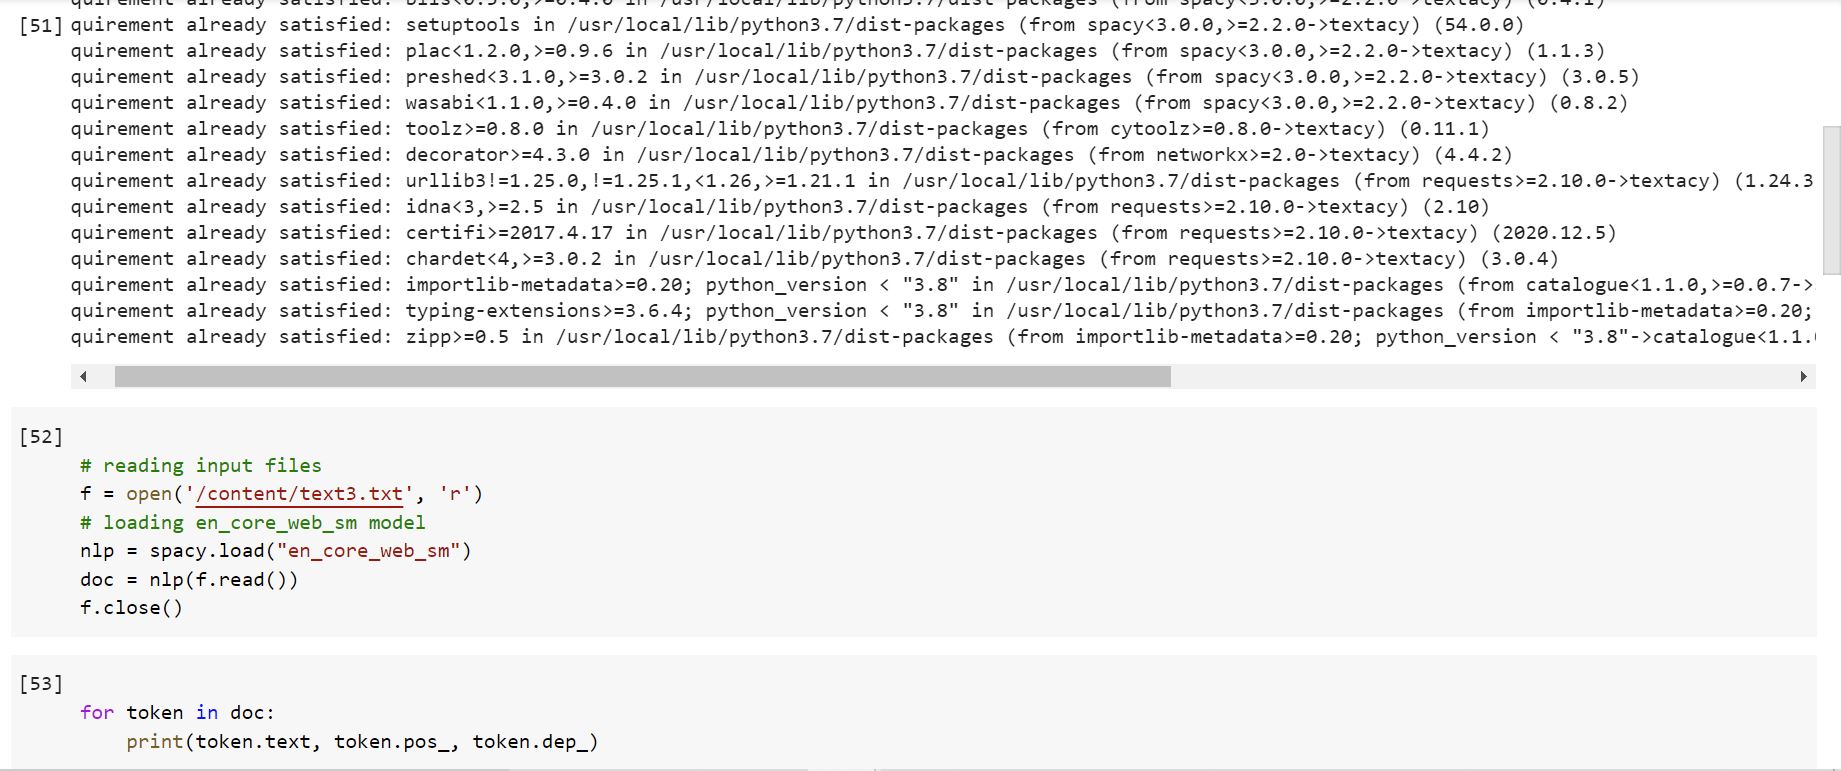 quirement already satisfied: blis<0.5.0,>=0.4.0 in /usr/local/lib/python3.7/dist-packages (from spacy<3.0.0,>=2.2.0->textacy) (0.4.1)
[51] quirement already satisfied: setuptools in /usr/local/lib/python3.7/dist-packages (from spacy<3.0.0,>=2.2.0->textacy) (54.0.0)
quirement already satisfied: plac<1.2.0,>=0.9.6 in /usr/local/lib/python3.7/dist-packages (from spacy<3.0.0,>=2.2.0->textacy) (1.1.3)
quirement already satisfied: preshed<3.1.0,>=3.0.2 in /usr/local/lib/python3.7/dist-packages (from spacy<3.0.0,>=2.2.0->textacy) (3.0.5)
quirement already satisfied: wasabi<1.1.0,>=0.4.0 in /usr/local/lib/python3.7/dist-packages (from spacy<3.0.0,>=2.2.0->textacy) (0.8.2)
quirement already satisfied: toolz>=0.8.0 in /usr/local/lib/python3.7/dist-packages (from cytoolz>=0.8.0->textacy) (0.11.1)
quirement already satisfied: decorator>=4.3.0 in /usr/local/lib/python3.7/dist-packages (from networkx>=2.0->textacy) (4.4.2)
quirement already satisfied: urllib3!=1.25.0,!=1.25.1,<1.26,>=1.21.1 in /usr/local/lib/python3.7/dist-packages (from requests>=2.10.0->textacy) (1.24.3
quirement already satisfied: idna<3,>=2.5 in /usr/local/lib/python3.7/dist-packages (from requests>=2.10.0->textacy) (2.10)
quirement already satisfied: certifi>=2017.4.17 in /usr/local/lib/python3.7/dist-packages (from requests>=2.10.0->textacy) (2020.12.5)
quirement already satisfied: chardet<4,>=3.0.2 in /usr/local/lib/python3.7/dist-packages (from requests>=2.10.0->textacy) (3.0.4)
quirement already satisfied: importlib-metadata>=0.20; python_version < "3.8" in /usr/local/lib/python3.7/dist-packages (from catalogue<1.1.0,>=0.0.7->
quirement already satisfied: typing-extensions>=3.6.4; python_version < "3.8" in /usr/local/lib/python3.7/dist-packages (from importlib-metadata>=0.20;
quirement already satisfied: zipp>=0.5 in /usr/local/lib/python3.7/dist-packages (from importlib-metadata>=0.20; python_version < "3.8"->catalogue<1.1.
[52]
# reading input files
f = open('/content/text3.txt', 'r')
# loading en_core_web_sm model
nlp = spacy.load("en_core_web_sm")
doc = nlp(f.read())
f.close()
[53]
for token in doc:
    print(token.text, token.pos_, token.dep_)